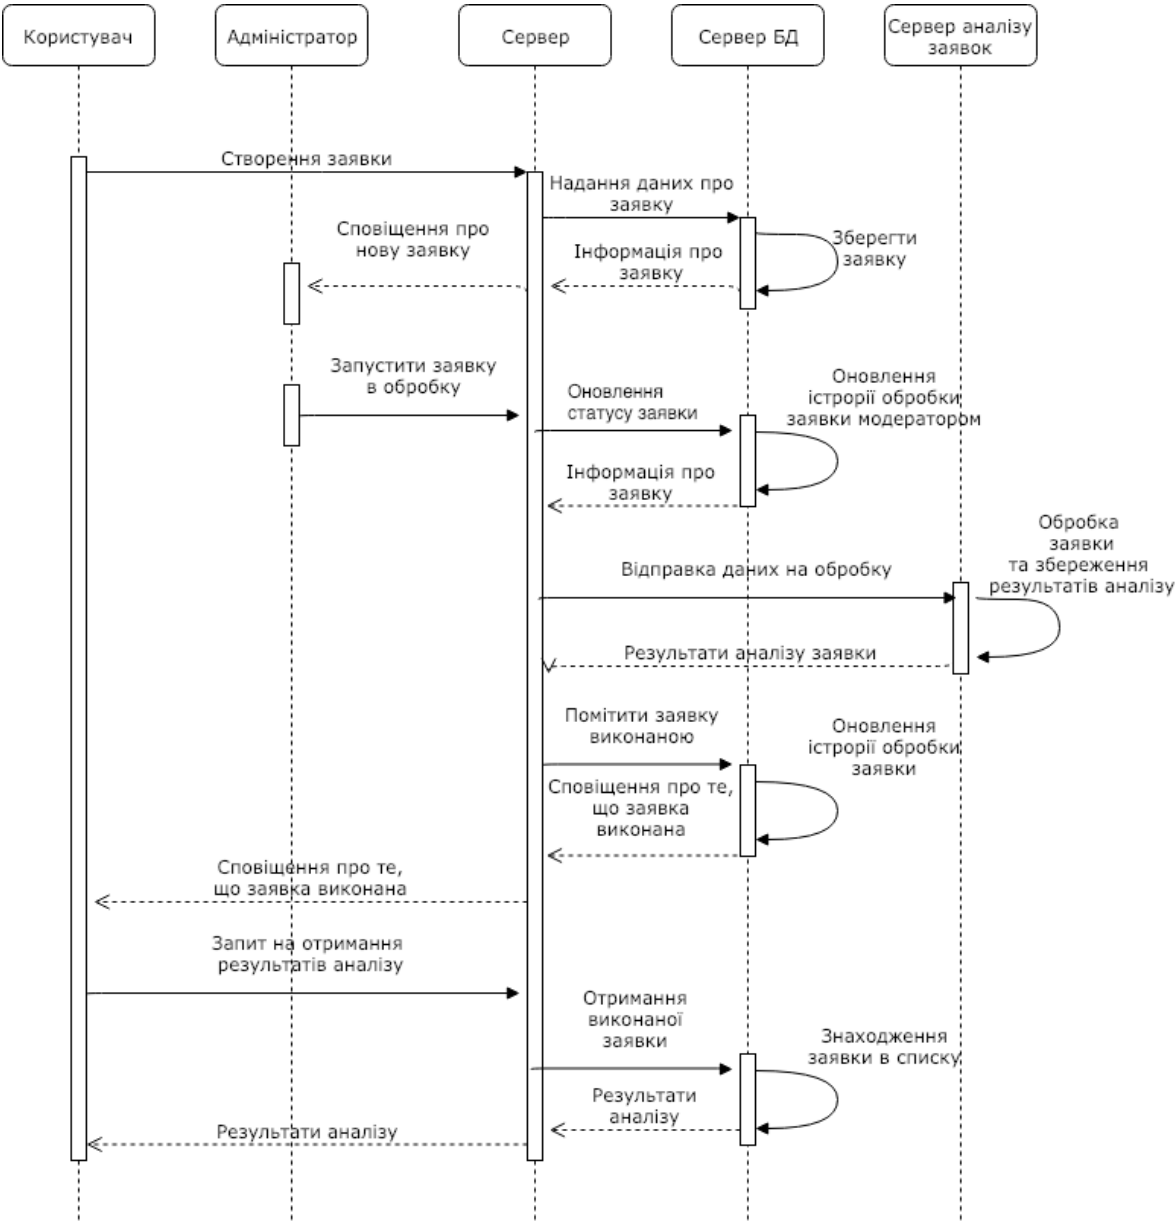 Користувач
Адміністратор
Сервер
Сервер БД
Сервер аналізу
заявок
Створення заявки
Надання даних про
заявку
Сповіщення про
нову заявку
Зберегти
заявку
Інформація про
заявку
Запустити заявку
в обробку
Оновлення
статусу заявки
Оновлення
істрорії обробки
заявки модератором
Інформація про
заявку
Обробка
заявки
та збереження
результатів аналізу
Відправка даних на обробку
Результати аналізу заявки
Помітити заявку
виконаною
Оновлення
істрорії обробки
заявки
Сповіщення про те,
що заявка
виконана
Сповіщення про те,
що заявка виконана
Запит на отримання
результатів аналізу
Отримання
виконаної
заявки
Знаходження
заявки в списку
Результати
аналізу
Результати аналізу